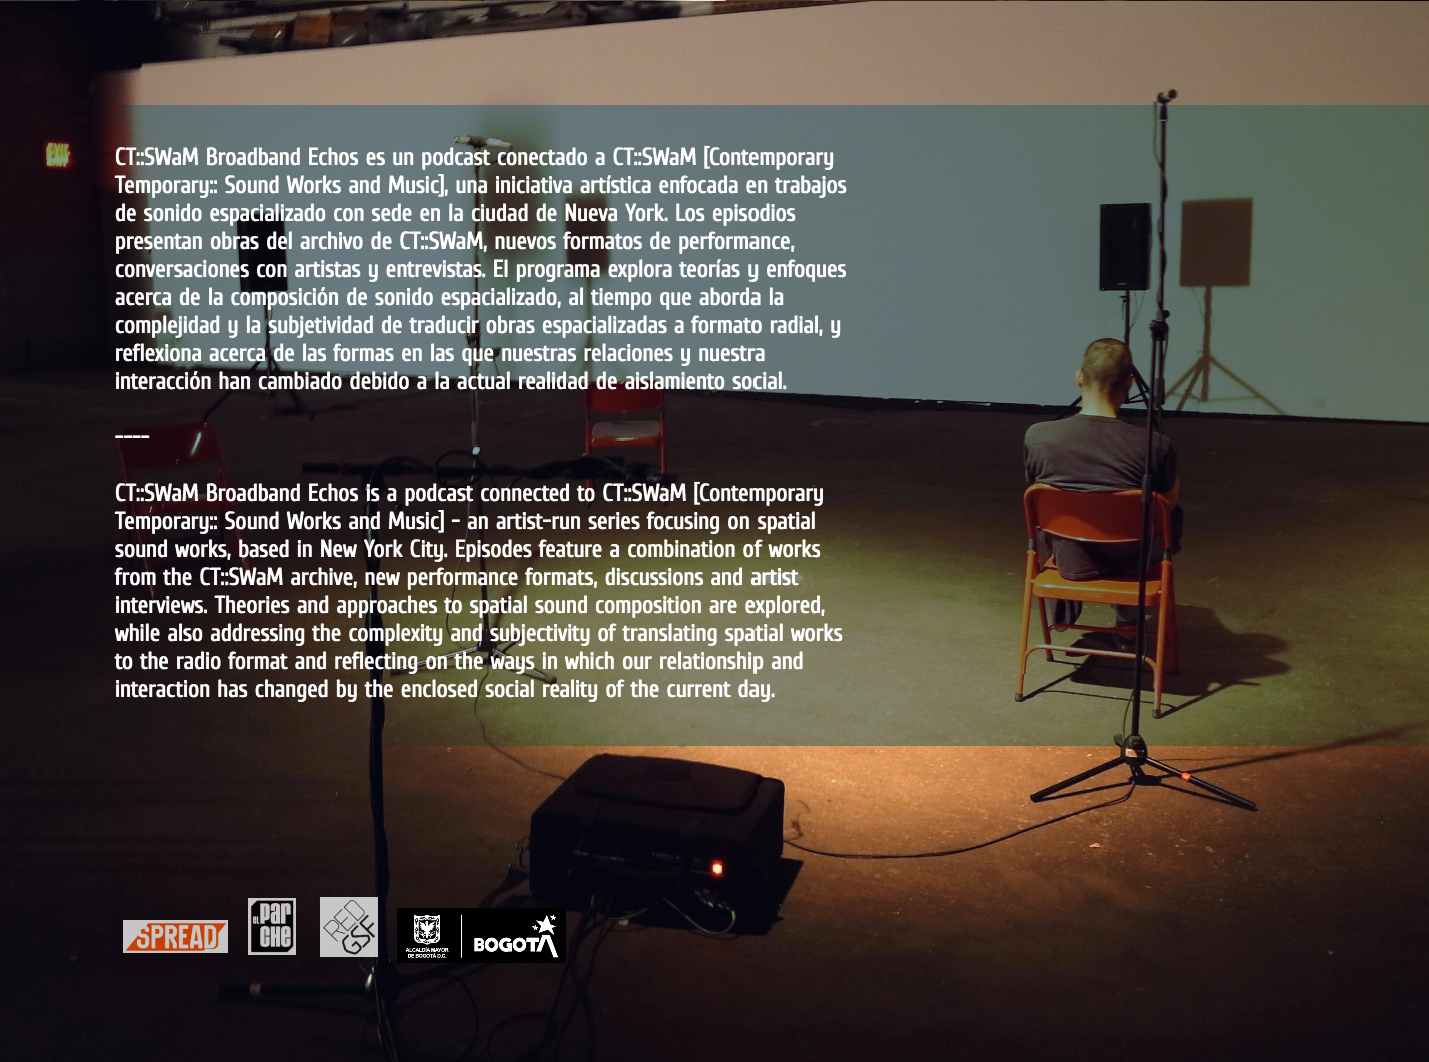 EXIT
CT::SWaM Broadband Echos es un podcast conectado a CT::SWaM [Contemporary
Temporary:: Sound Works and Music], una iniciativa artística enfocada en trabajos
de sonido espacializado con sede en la ciudad de Nueva York. Los episodios
presentan obras del archivo de CT::SWaM, nuevos formatos de performance,
conversaciones con artistas y entrevistas. El programa explora teorías y enfoques
acerca de la composición de sonido espacializado, al tiempo que aborda la
complejidad y la subjetividad de traducir obras espacializadas a formato radial, y
reflexiona acerca de las formas en las que nuestras relaciones y nuestra
interacción han cambiado debido a la actual realidad de aislamiento social.
----
CT::SWaM Broadband Echos is a podcast connected to CT::SWaM [Contemporary
Temporary:: Sound Works and Music] - an artist-run series focusing on spatial
sound works, based in New York City. Episodes feature a combination of works
from the CT::SWaM archive, new performance formats, discussions and artist
interviews. Theories and approaches to spatial sound composition are explored,
while also addressing the complexity and subjectivity of translating spatial works
to the radio format and reflecting on the ways in which our relationship and
interaction has changed by the enclosed social reality of the current day.
SPREAD
EL Par
CHE
RED
GSF
ALCALDÍA MAYOR
DE BOGOTÁ D.C.
BOGOTÁ